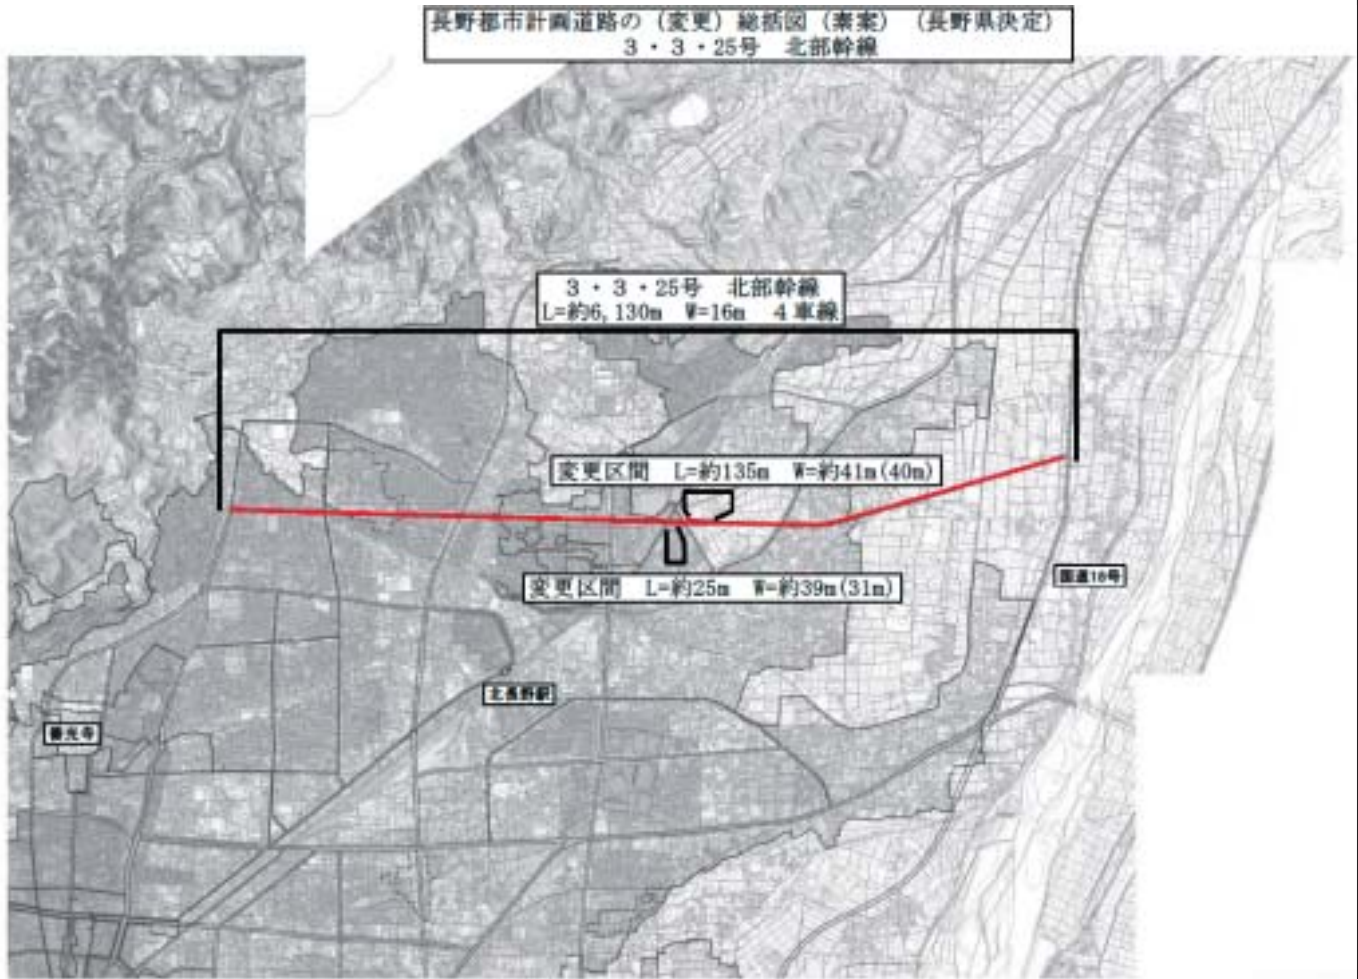 長野都市計画道路の（変更）総括図（素案）（長野県決定）
３・３・25号　北部幹線
３・３・25号　北部幹線
L=約6,130m　W=16m　４車線
変更区間　L=約135m　W=約41m(40m)
変更区間　L=約25m　W=約39m(31m)
国道18号
北長野駅
善光寺